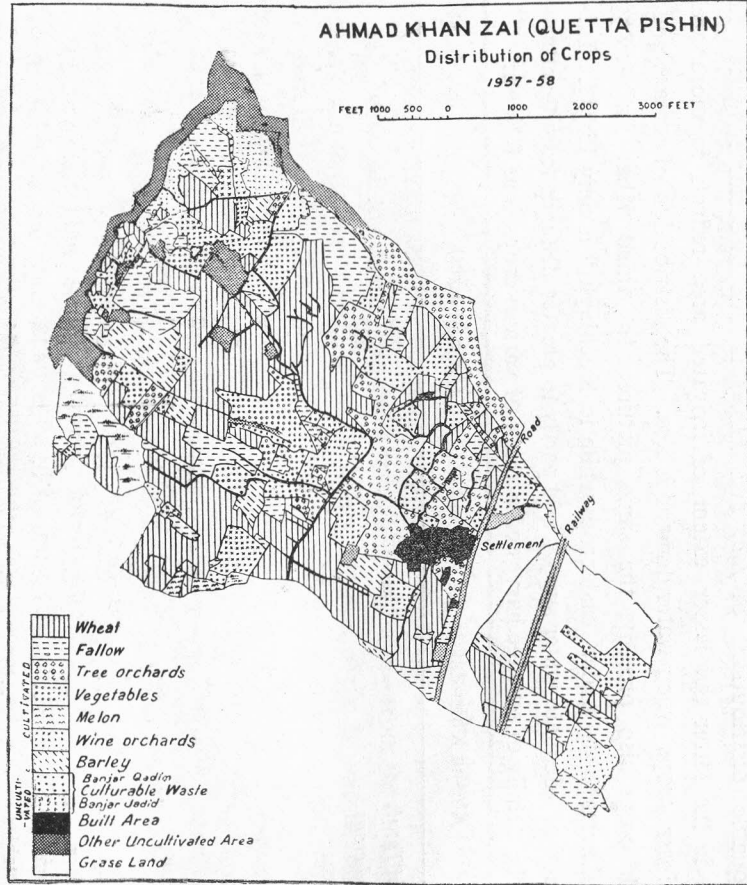 AHMAD KHAN ZAI (QUETTA PISHIN)
Distribution of Crops
1957-58
FEET 1000 500 0 1000 2000 3000 FEET
Road
Railway
Settlement
CULTIVATED
Wheat
Fallow
Tree orchards
Vegetables
Melon
Wine orchards
Barley
UNCULTI-
VATED
Banjar Qadim
Culturable Waste
Banjar Jadid
Built Area
Other Uncultivated Area
Grass Land